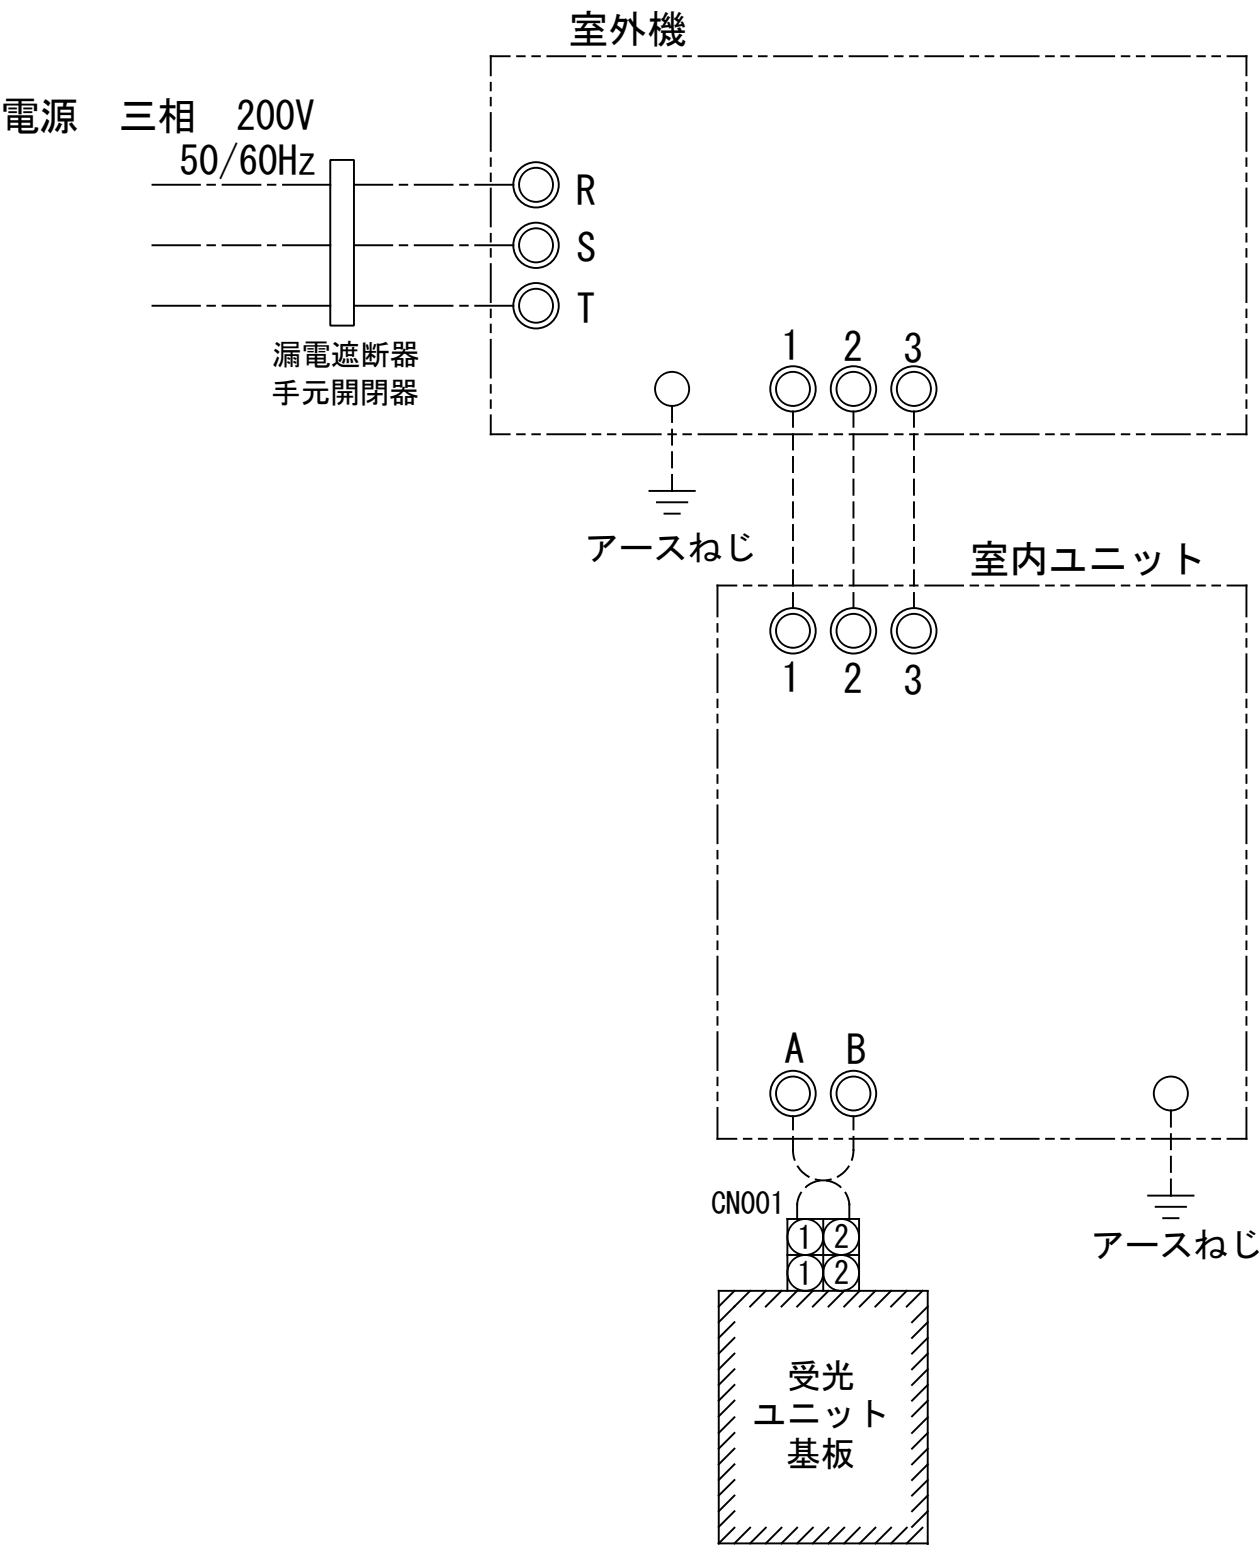 室外機
電源　三相　200V
50/60Hz
R
S
T
漏電遮断器
手元開閉器
1 2 3
アースねじ
室内ユニット
1 2 3
A B
CN001
1 2
1 2
アースねじ
受光
ユニット
基板